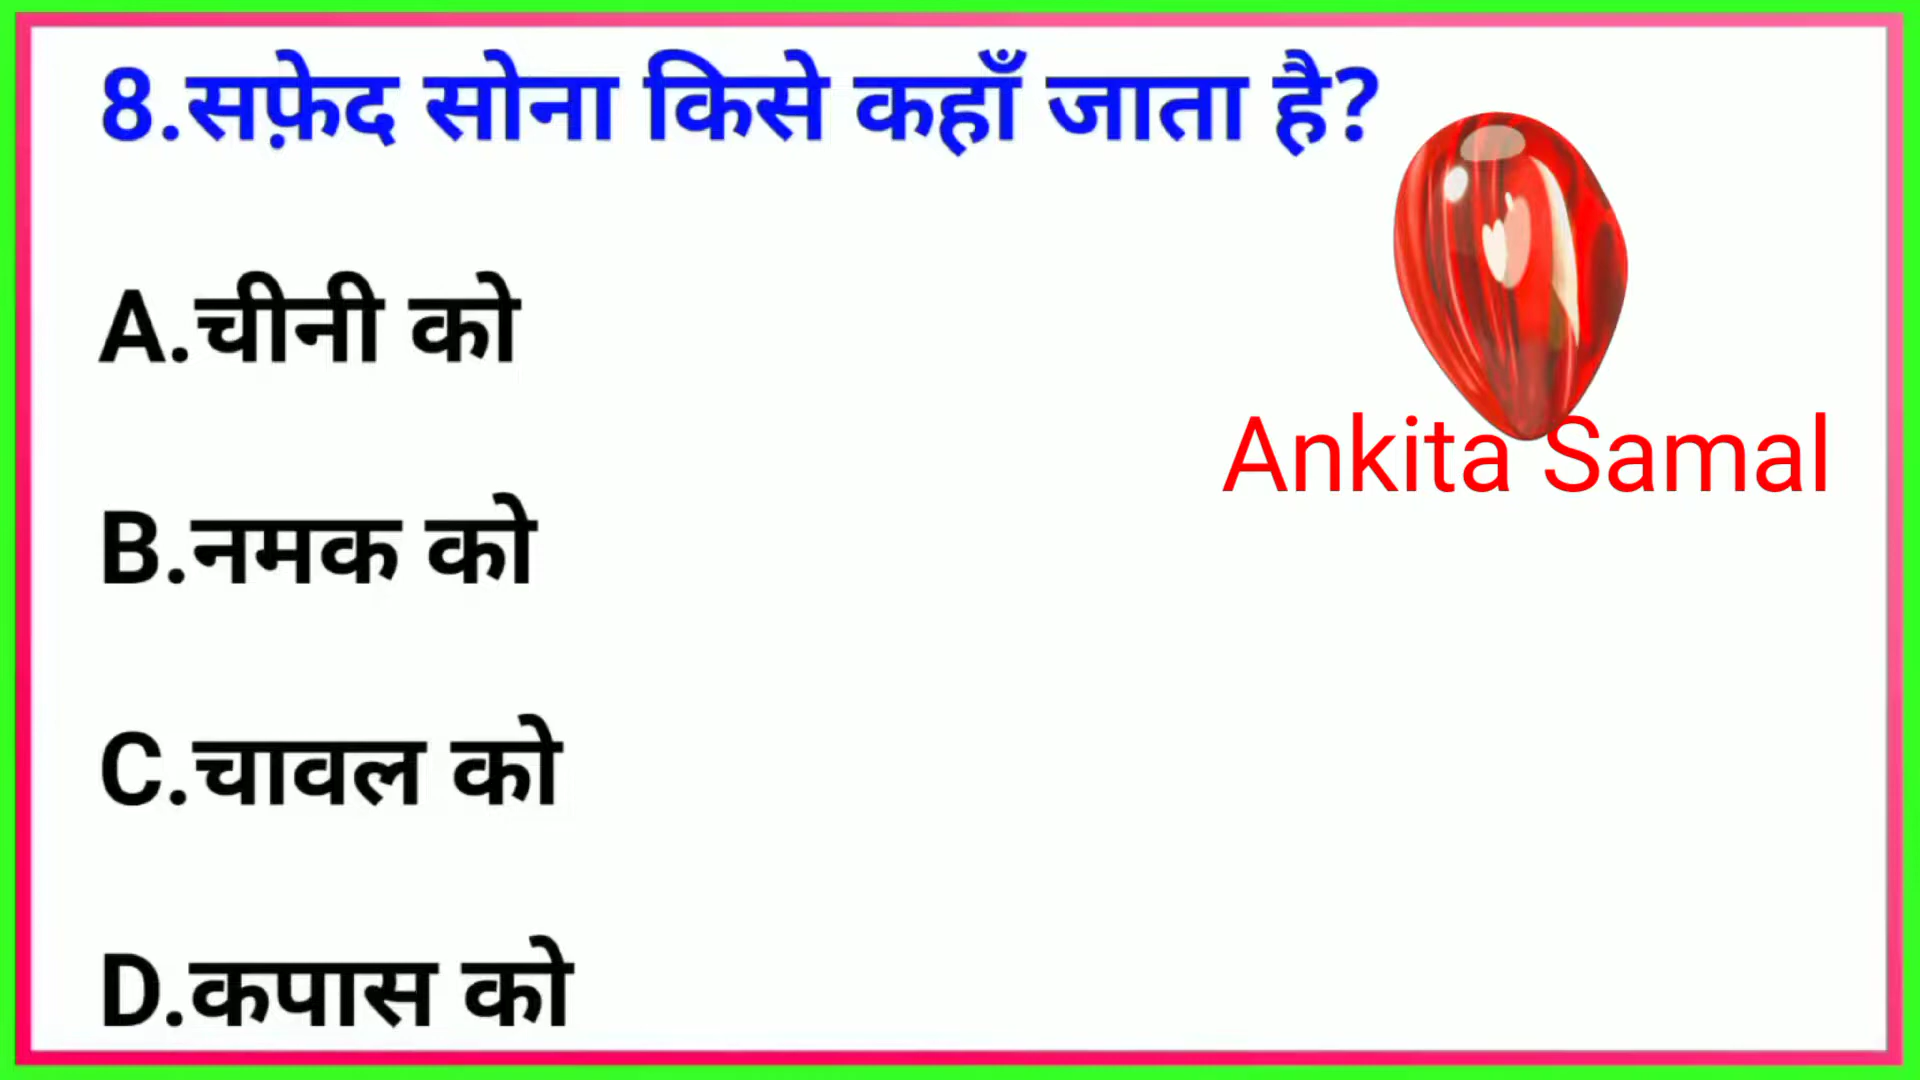 8.सफ़ेद सोना किसे कहाँ जाता है?
A.चीनी को
Ankita Samal
B.नमक को
C.चावल को
D.कपास को